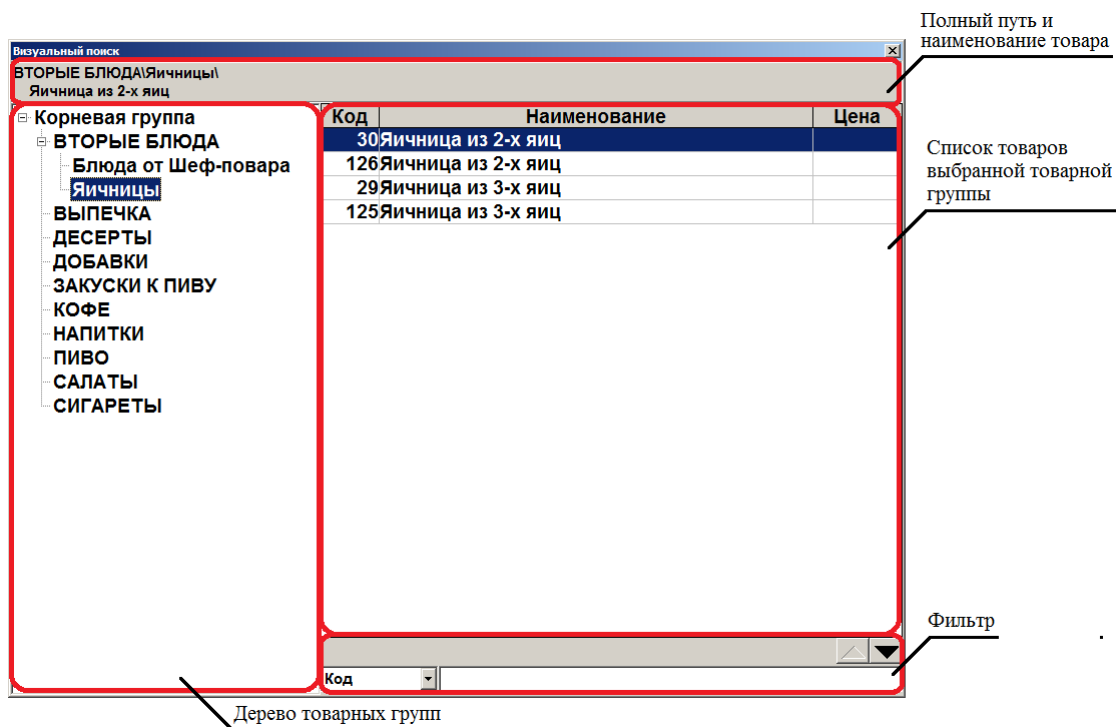 Полный путь и
наименование товара
Визуальный поиск
ВТОРЫЕ БЛЮДА\Яичницы\
Яичница из 2-х яиц
Корневая группа
ВТОРЫЕ БЛЮДА
Блюда от Шеф-повара
Яичницы
ВЫПЕЧКА
ДЕСЕРТЫ
ДОБАВКИ
ЗАКУСКИ К ПИВУ
КОФЕ
НАПИТКИ
ПИВО
САЛАТЫ
СИГАРЕТЫ
Код Наименование Цена
30 Яичница из 2-х яиц
126 Яичница из 2-х яиц
29 Яичница из 3-х яиц
125 Яичница из 3-х яиц
Список товаров
выбранной товарной
группы
Фильтр
Код
Дерево товарных групп